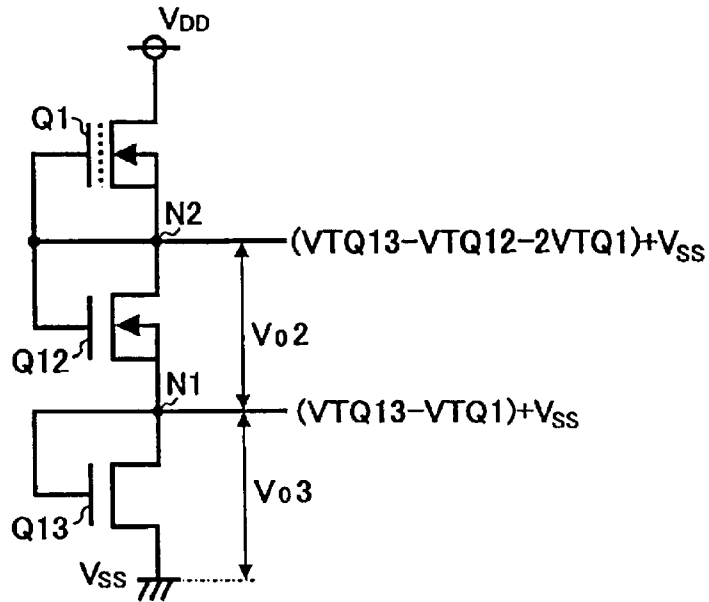 VDD
Q1
N2
(VTQ13-VTQ12-2VTQ1)+VSS
Vo2
Q12
N1
(VTQ13-VTQ1)+VSS
Vo3
Q13
VSS